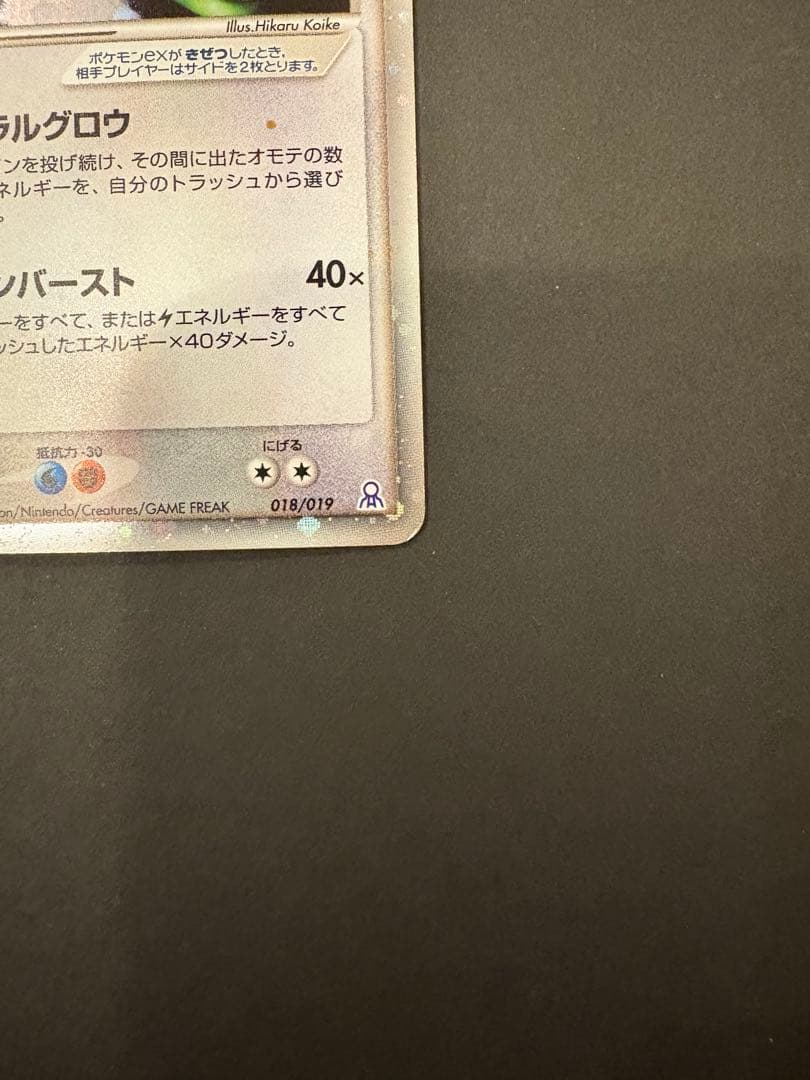 Illus.Hikaru Koike
ポケモンexが きぜつしたとき、
相手プレイヤーはサイドを2枚とります。
ラルグロウ
ンを投げ続け、その間に出たオモテの数
ネルギーを、自分のトラッシュから選び
。
ンバースト 40×
ーをすべて、またはエネルギーをすべて
ッシュしたエネルギー×40ダメージ。
抵抗力 -30
にげる
on/Nintendo/Creatures/GAME FREAK 018/019